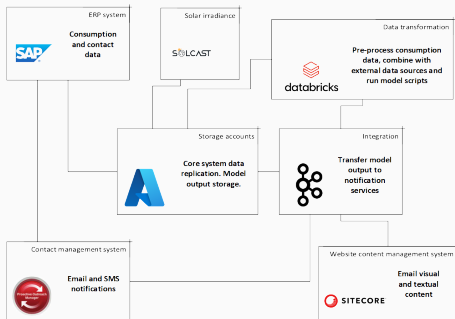 ERP system
Consumption
and contact
data
SAP
Solar irradiance
SOLCAST
Data transformation
Pre-process consumption
data, combine with
external data sources and
run model scripts
databricks
Storage accounts
Core system data
replication. Model
output storage.
Integration
Transfer model
output to
notification
services
Contact management system
Email and SMS
notifications
Proactive Outreach
Manager
Website content management system
Email visual
and textual
content
SITECORE